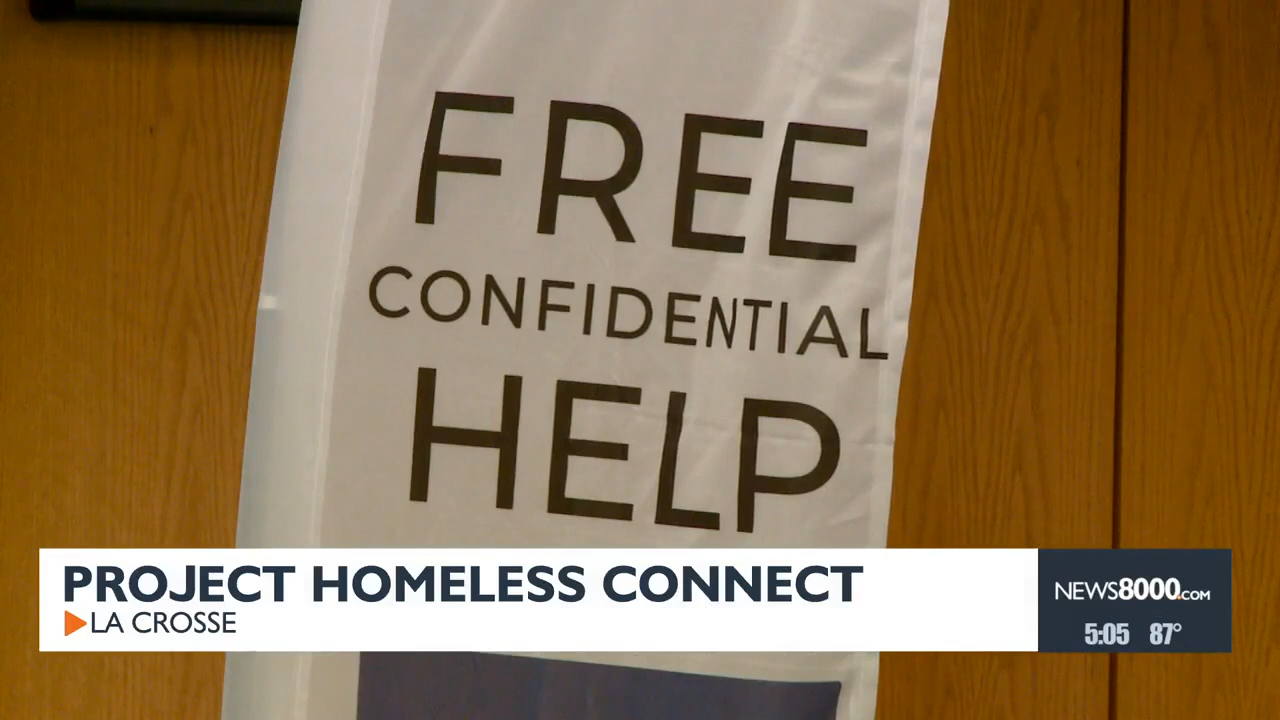 FREE
CONFIDENTIAL
HELP
PROJECT HOMELESS CONNECT
LA CROSSE
NEWS8000.COM
5:05 87°